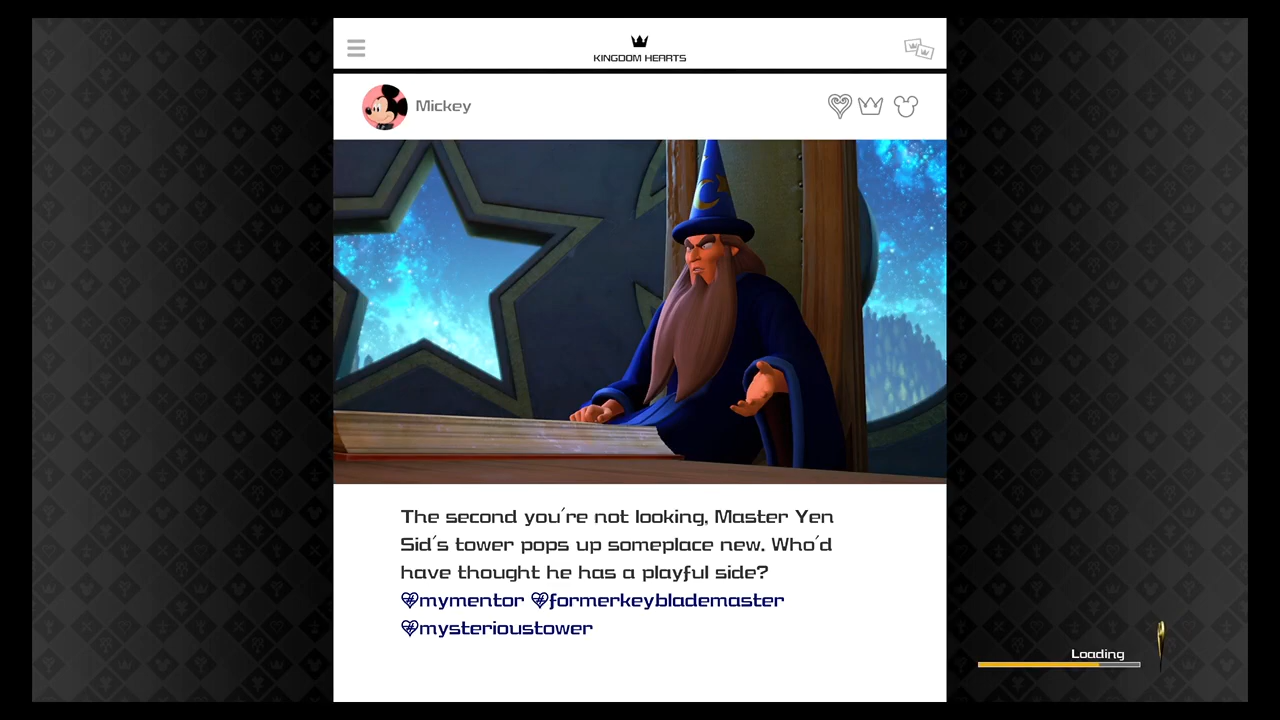 KINGDOM HEARTS
Mickey
The second you're not looking, Master Yen
Sid's tower pops up someplace new. Who'd
have thought he has a playful side?
#mymentor #formerkeyblademaster
#mysterioustower
Loading